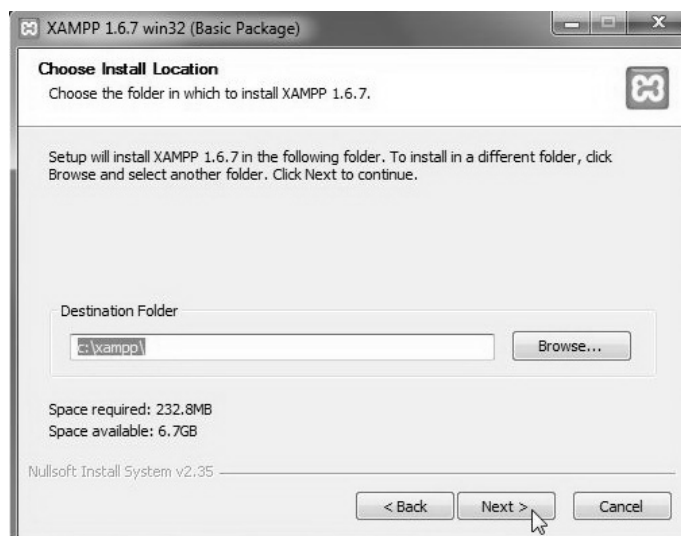 XAMPP 1.6.7 win32 (Basic Package)
Choose Install Location
Choose the folder in which to install XAMPP 1.6.7.
Setup will install XAMPP 1.6.7 in the following folder. To install in a different folder, click
Browse and select another folder. Click Next to continue.
Destination Folder
c:\xampp\
Browse...
Space required: 232.8MB
Space available: 6.7GB
Nullsoft Install System v2.35
< Back
Next >
Cancel